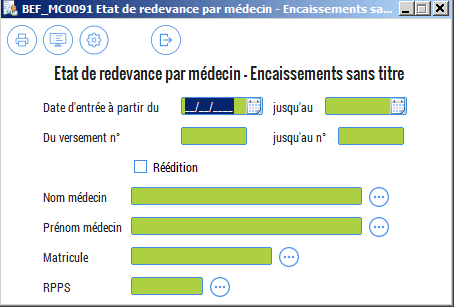 BEF_MC0091 Etat de redevance par médecin - Encaissements sa...
Etat de redevance par médecin - Encaissements sans titre
Date d'entrée à partir du __/__/____ jusqu'au
Du versement n° jusqu'au n°
Réédition
Nom médecin
Prénom médecin
Matricule
RPPS